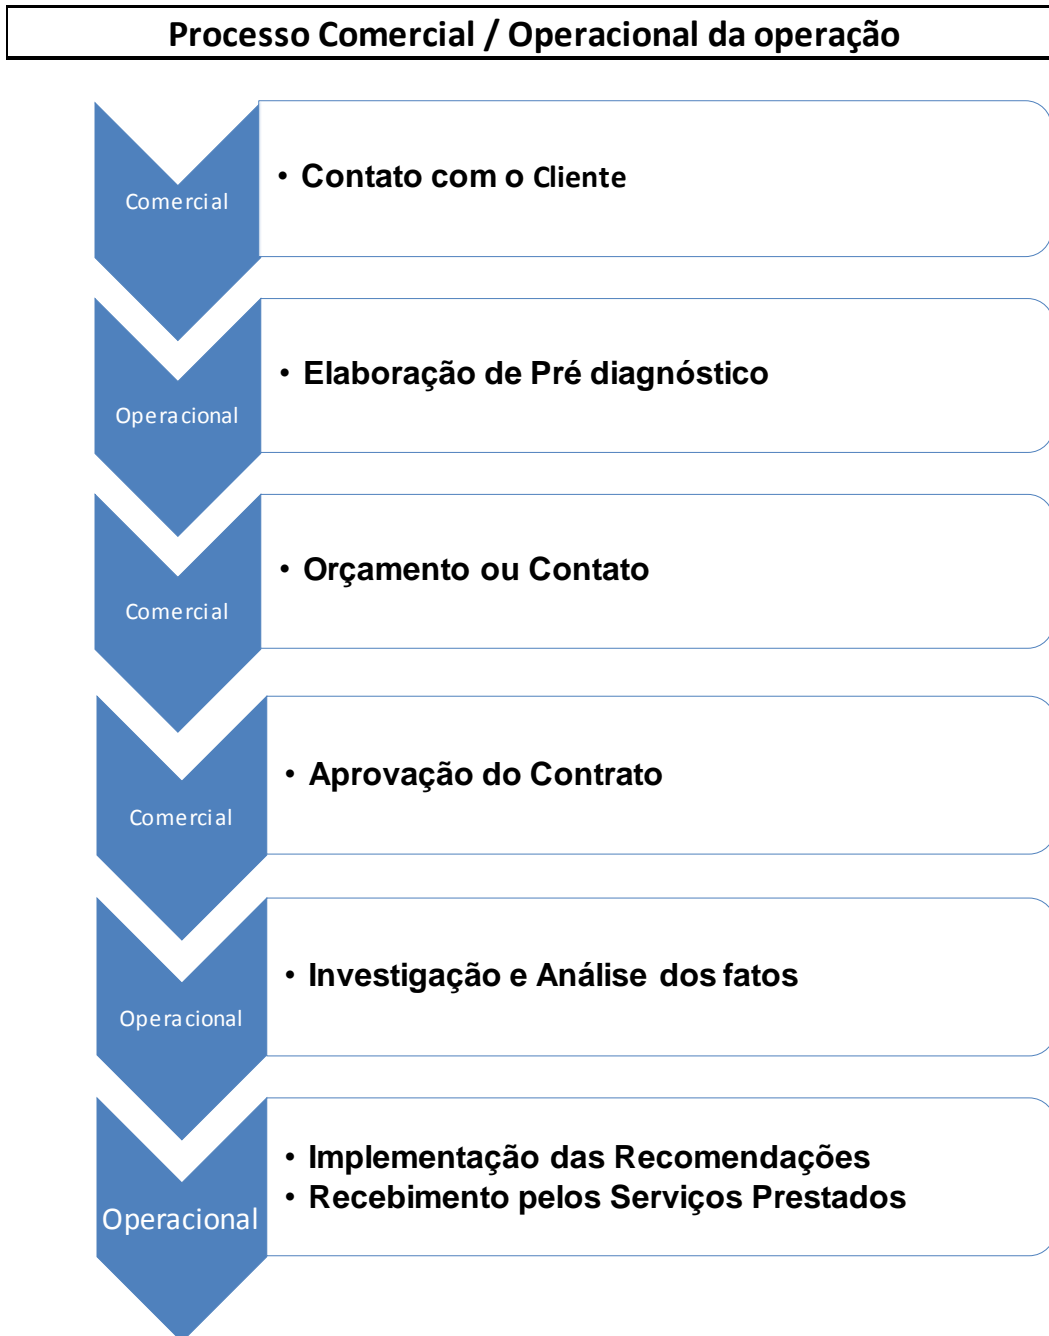 Processo Comercial / Operacional da operação
Comercial
• Contato com o Cliente
Operacional
• Elaboração de Pré diagnóstico
Comercial
• Orçamento ou Contato
Comercial
• Aprovação do Contrato
Operacional
• Investigação e Análise dos fatos
Operacional
• Implementação das Recomendações
• Recebimento pelos Serviços Prestados